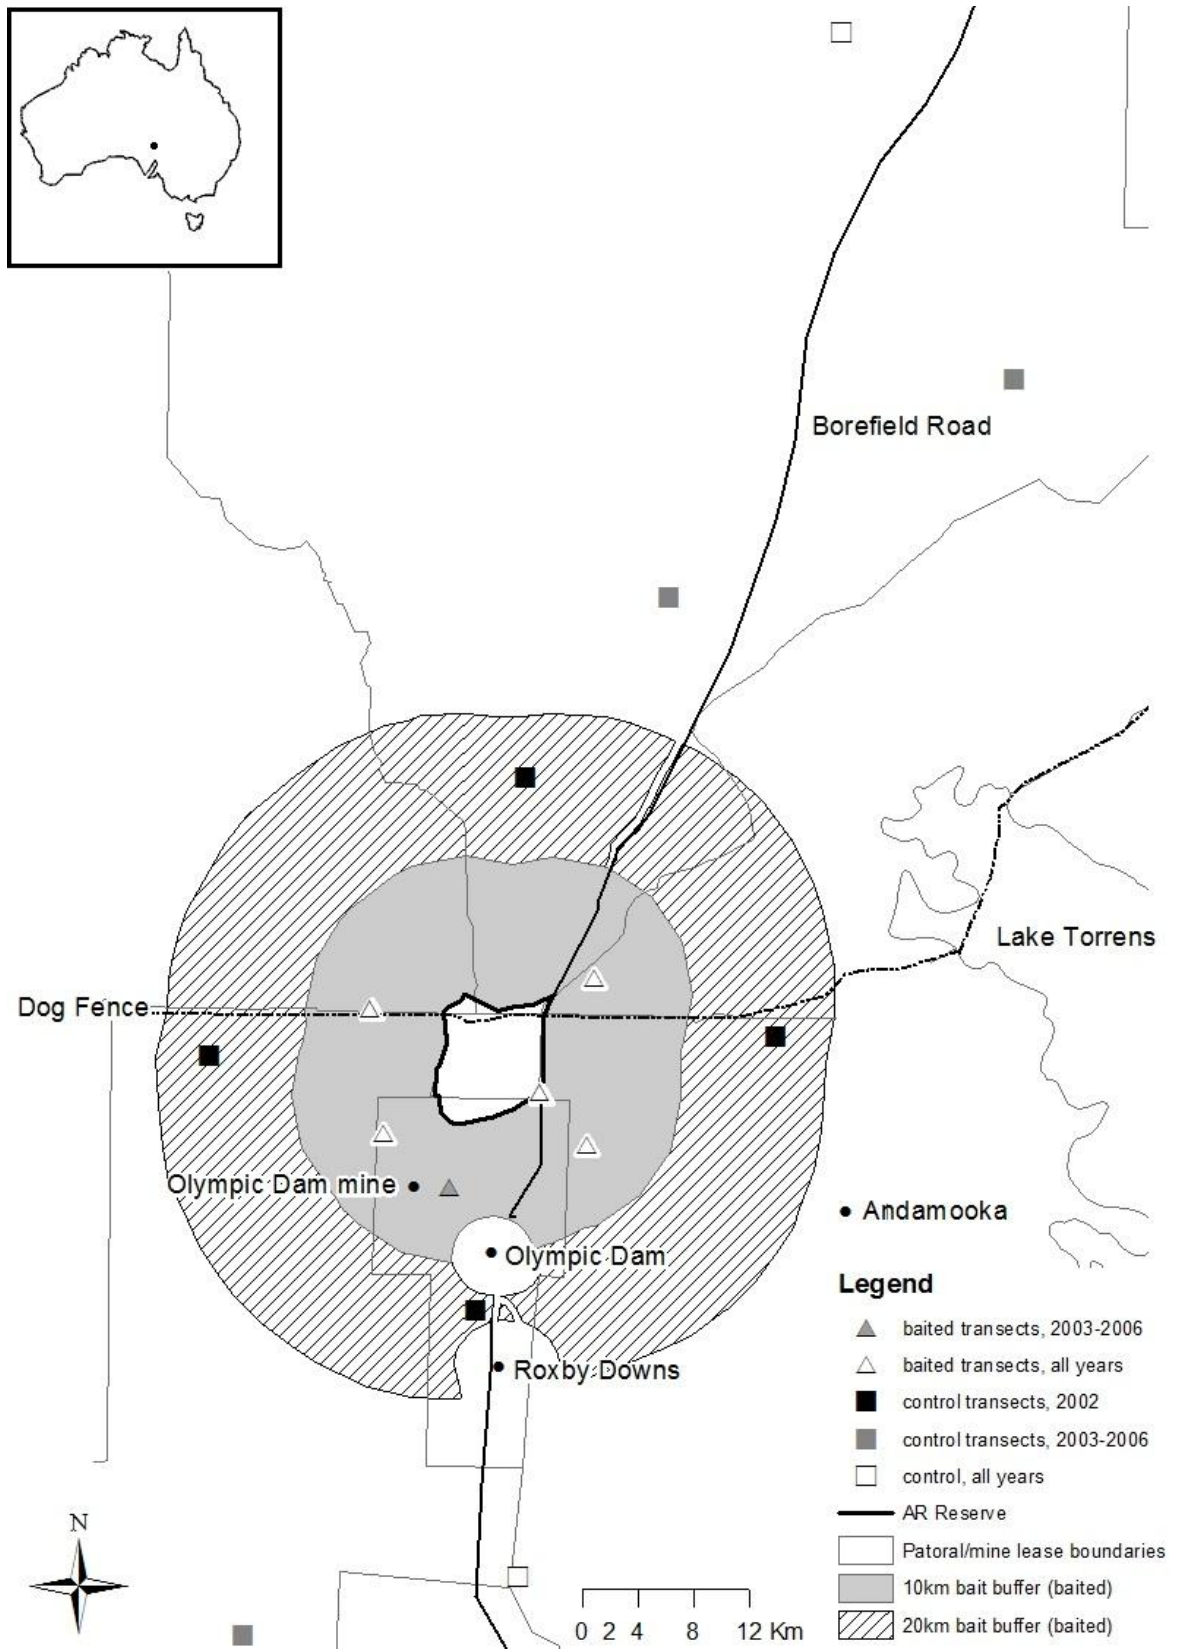 Borefield Road
Lake Torrens
Dog Fence
Olympic Dam mine
Andamooka
Olympic Dam
Roxby Downs
Legend
baited transects, 2003-2006
baited transects, all years
control transects, 2002
control transects, 2003-2006
control, all years
AR Reserve
Patoral/mine lease boundaries
10km bait buffer (baited)
20km bait buffer (baited)
N
0 2 4 8 12 Km